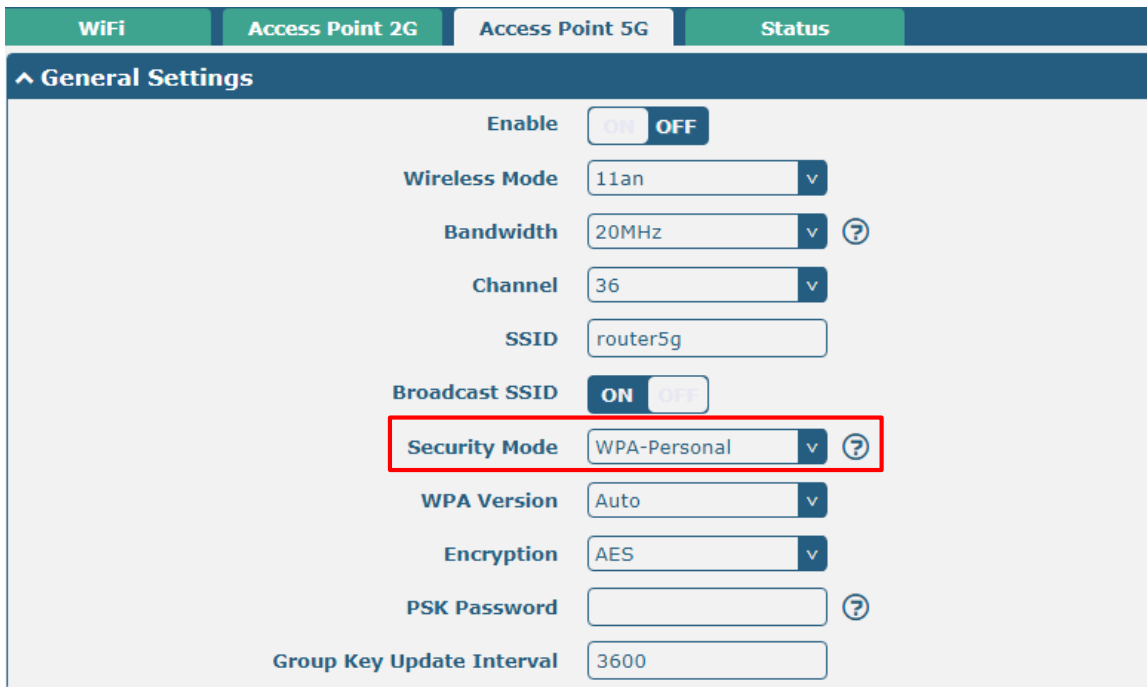 WiFi Access Point 2G Access Point 5G Status
General Settings
Enable ON OFF
Wireless Mode 11an v
Bandwidth 20MHz v ?
Channel 36 v
SSID router5g
Broadcast SSID ON OFF
Security Mode WPA-Personal v ?
WPA Version Auto v
Encryption AES v
PSK Password ?
Group Key Update Interval 3600